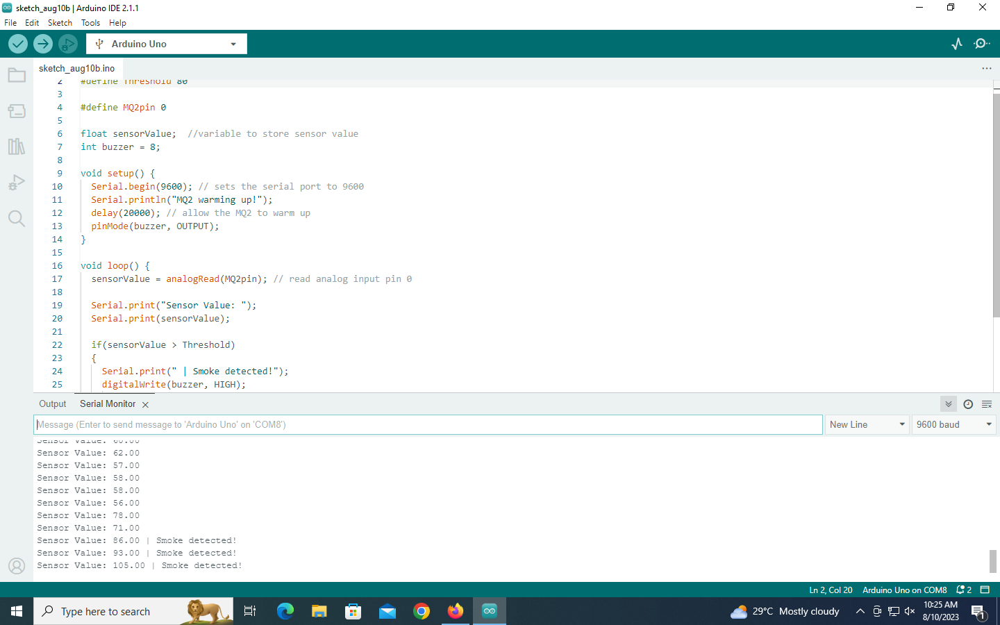 sketch_aug10b | Arduino IDE 2.1.1
File Edit Sketch Tools Help
Arduino Uno
sketch_aug10b.ino
2 #define Threshold 80
3
4 #define MQ2pin 0
5
6 float sensorValue;  //variable to store sensor value
7 int buzzer = 8;
8
9 void setup() {
10 Serial.begin(9600); // sets the serial port to 9600
11 Serial.println("MQ2 warming up!");
12 delay(20000); // allow the MQ2 to warm up
13 pinMode(buzzer, OUTPUT);
14 }
15
16 void loop() {
17 sensorValue = analogRead(MQ2pin); // read analog input pin 0
18
19 Serial.print("Sensor Value: ");
20 Serial.print(sensorValue);
21
22 if(sensorValue > Threshold)
23 {
24 Serial.print(" | Smoke detected!");
25 digitalWrite(buzzer, HIGH);
Output Serial Monitor
Message (Enter to send message to 'Arduino Uno' on 'COM8')
New Line 9600 baud
Sensor Value: 60.00
Sensor Value: 62.00
Sensor Value: 57.00
Sensor Value: 58.00
Sensor Value: 58.00
Sensor Value: 56.00
Sensor Value: 78.00
Sensor Value: 71.00
Sensor Value: 86.00 | Smoke detected!
Sensor Value: 93.00 | Smoke detected!
Sensor Value: 105.00 | Smoke detected!
Ln 2, Col 20 Arduino Uno on COM8 2
Type here to search
29°C Mostly cloudy
10:25 AM
8/10/2023
1